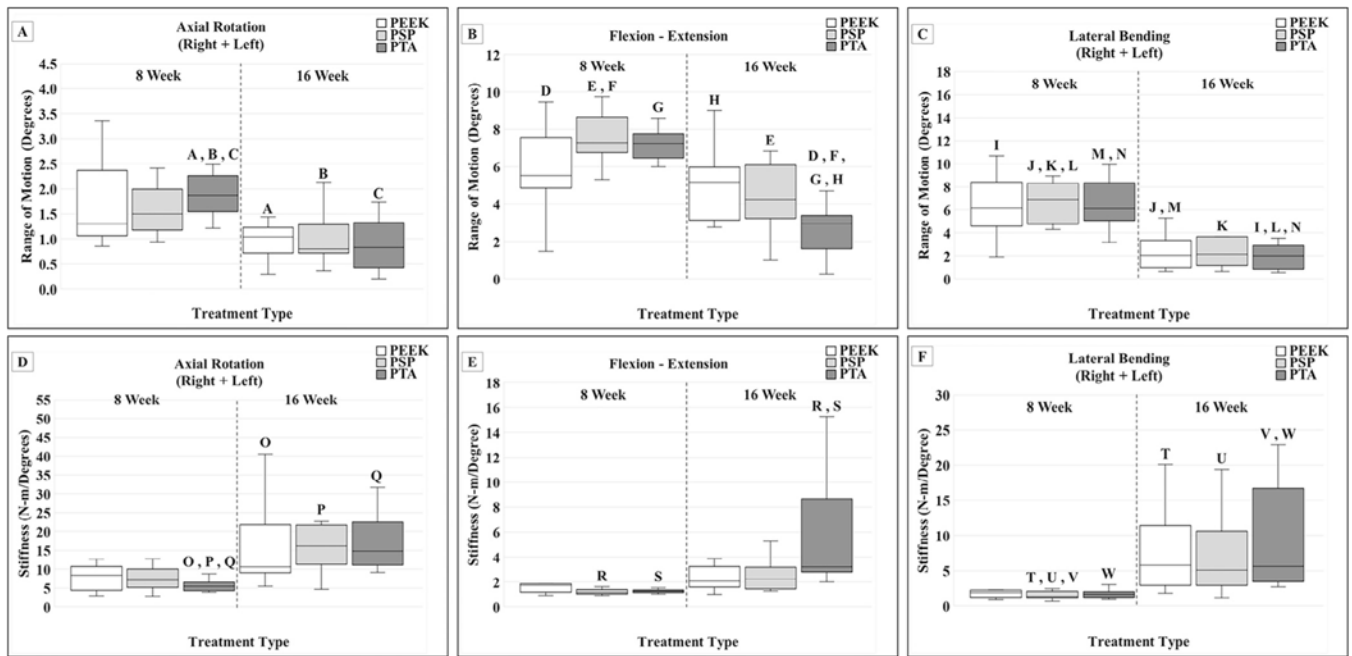 A
Axial Rotation
(Right + Left)
PEEK
PSP
PTA
8 Week
16 Week
Range of Motion (Degrees)
4.5
4.0
3.5
3.0
2.5
2.0
1.5
1.0
0.5
0.0
A , B , C
A
B
C
Treatment Type
B
Flexion - Extension
PEEK
PSP
PTA
8 Week
16 Week
Range of Motion (Degrees)
12
10
8
6
4
2
0
D
E , F
G
H
E
D , F ,
G , H
Treatment Type
C
Lateral Bending
(Right + Left)
PEEK
PSP
PTA
8 Week
16 Week
Range of Motion (Degrees)
18
16
14
12
10
8
6
4
2
0
I
J , K , L
M , N
J , M
K
I , L , N
Treatment Type
D
Axial Rotation
(Right + Left)
PEEK
PSP
PTA
8 Week
16 Week
Stiffness (N-m/Degree)
55
50
45
40
35
30
25
20
15
10
5
0
O , P , Q
O
P
Q
Treatment Type
E
Flexion - Extension
PEEK
PSP
PTA
8 Week
16 Week
Stiffness (N-m/Degree)
18
16
14
12
10
8
6
4
2
0
R
S
R , S
Treatment Type
F
Lateral Bending
(Right + Left)
PEEK
PSP
PTA
8 Week
16 Week
Stiffness (N-m/Degree)
30
25
20
15
10
5
0
T , U , V
W
T
U
V , W
Treatment Type